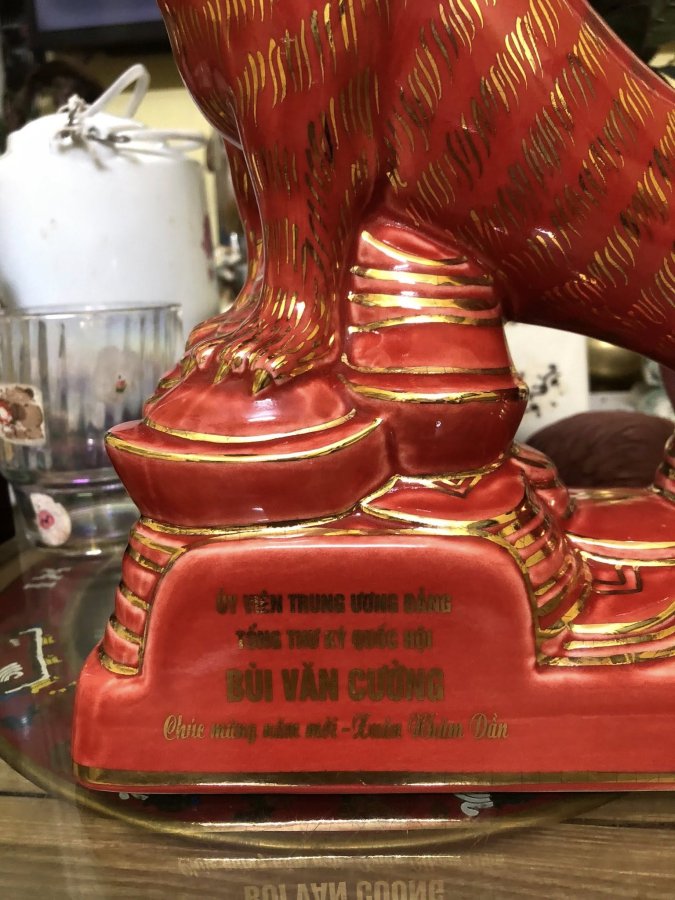 ỦY VIÊN TRUNG ƯƠNG ĐẢNG
TỔNG THƯ KÝ QUỐC HỘI
BÙI VĂN CƯỜNG
Chúc mừng năm mới - Xuân Nhâm Dần